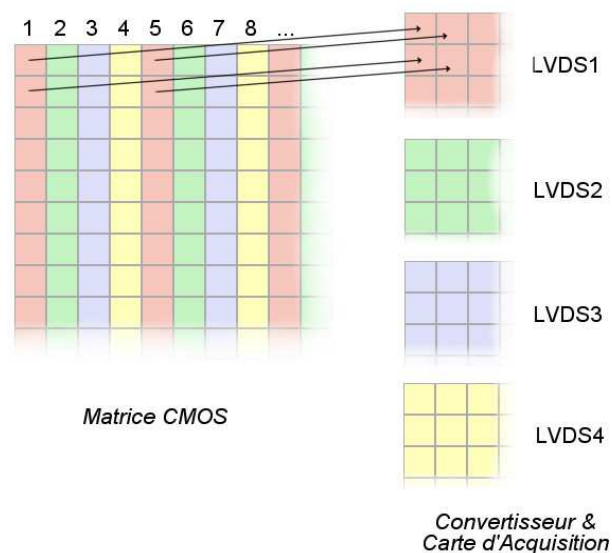 1 2 3 4 5 6 7 8 ...
LVDS1
LVDS2
LVDS3
LVDS4
Matrice CMOS
Convertisseur &
Carte d'Acquisition